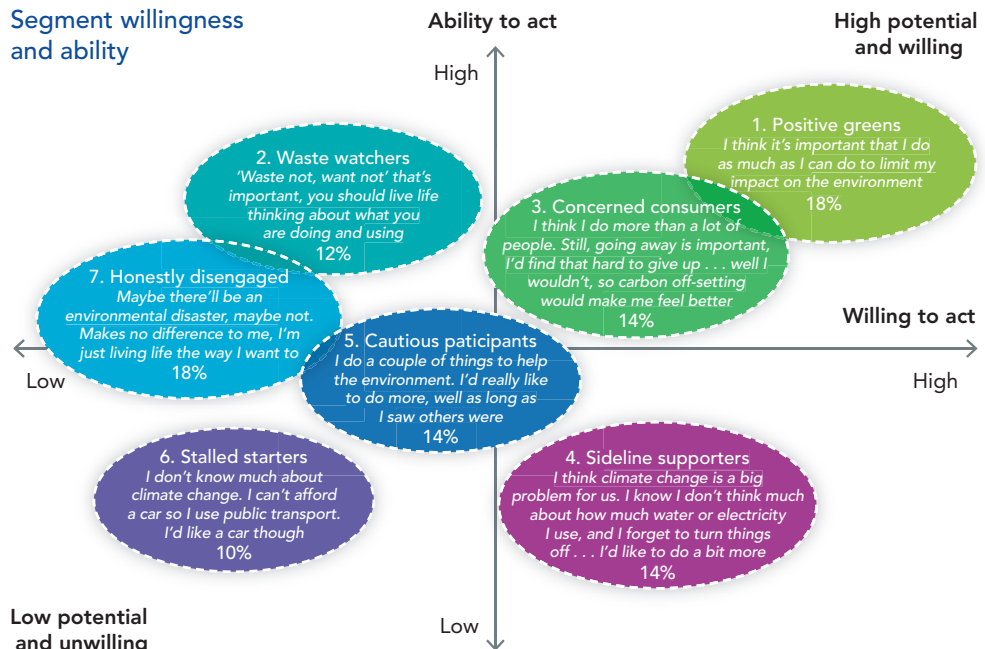 Segment willingness
and ability
Ability to act
High potential
and willing
High
1. Positive greens
I think it's important that I do
as much as I can do to limit my
impact on the environment
18%
2. Waste watchers
'Waste not, want not' that's
important, you should live life
thinking about what you
are doing and using
12%
3. Concerned consumers
I think I do more than a lot of
people. Still, going away is important,
I'd find that hard to give up . . . well I
wouldn't, so carbon off-setting
would make me feel better
14%
7. Honestly disengaged
Maybe there'll be an
environmental disaster, maybe not.
Makes no difference to me, I'm
just living life the way I want to
18%
Willing to act
Low
High
5. Cautious paticipants
I do a couple of things to help
the environment. I'd really like
to do more, well as long as
I saw others were
14%
6. Stalled starters
I don't know much about
climate change. I can't afford
a car so I use public transport.
I'd like a car though
10%
4. Sideline supporters
I think climate change is a big
problem for us. I know I don't think much
about how much water or electricity
I use, and I forget to turn things
off . . . I'd like to do a bit more
14%
Low potential
and unwilling
Low